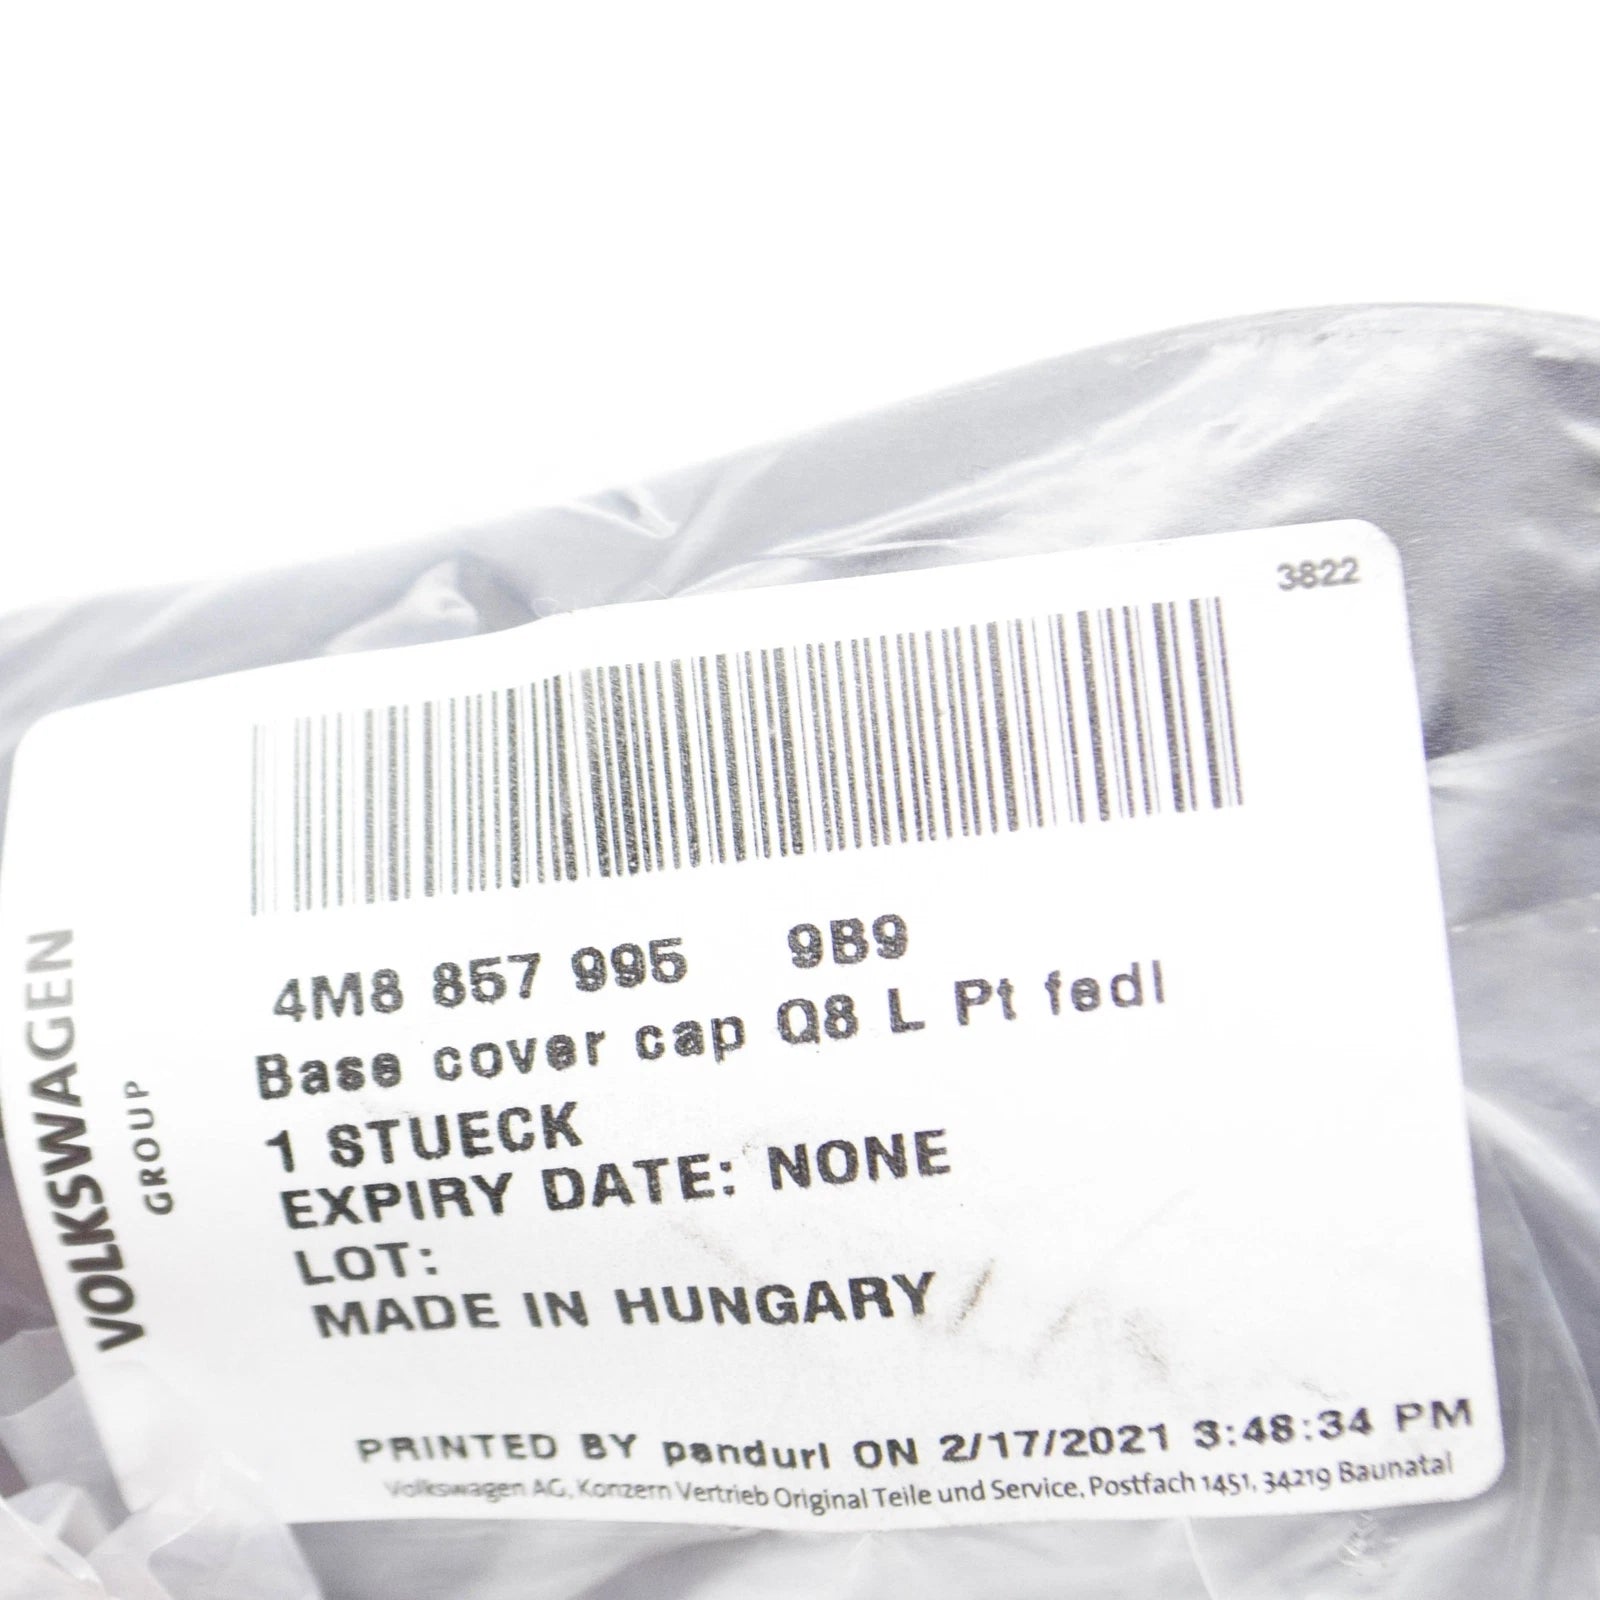 3822
4M8 857 995 9B9
Base cover cap Q8 L Pt fedl
1 STUECK
EXPIRY DATE: NONE
LOT:
MADE IN HUNGARY
PRINTED BY pandurl ON 2/17/2021 3:48:34 PM
Volkswagen AG, Konzern Vertrieb Original Teile und Service, Postfach 1451, 34219 Baunatal
VOLKSWAGEN
GROUP